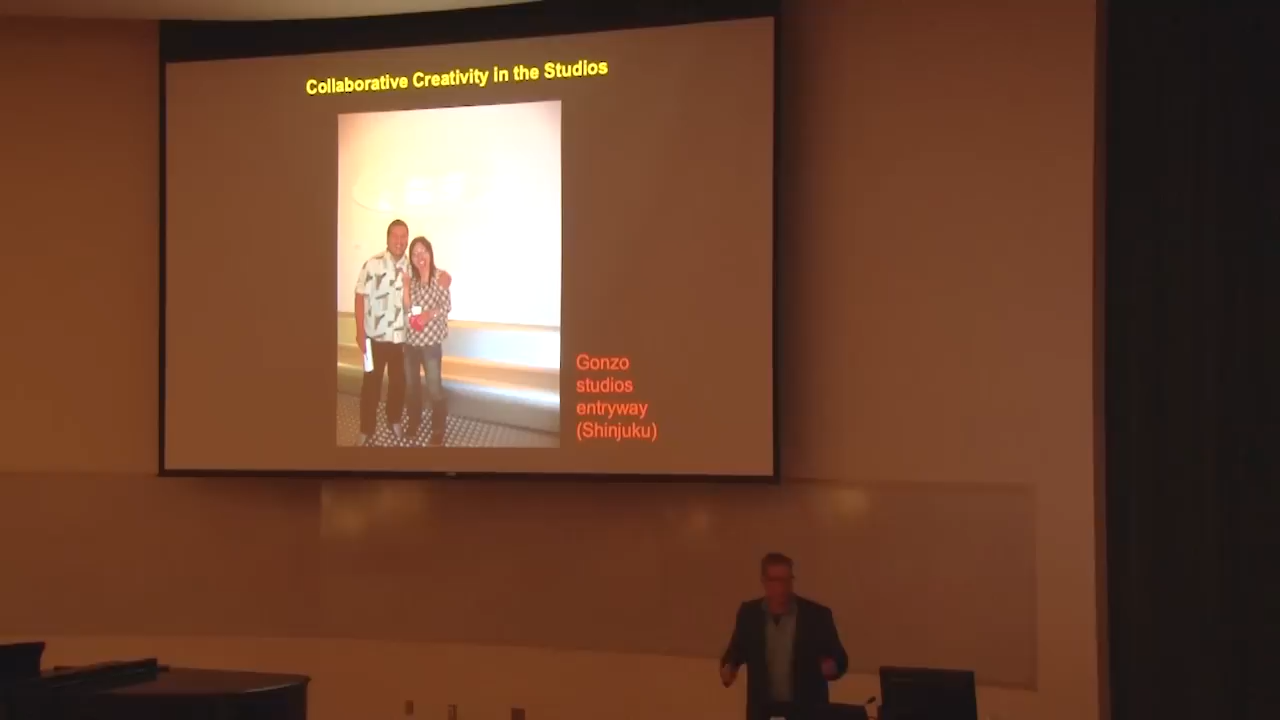 Collaborative Creativity in the Studios
Gonzo
studios
entryway
(Shinjuku)